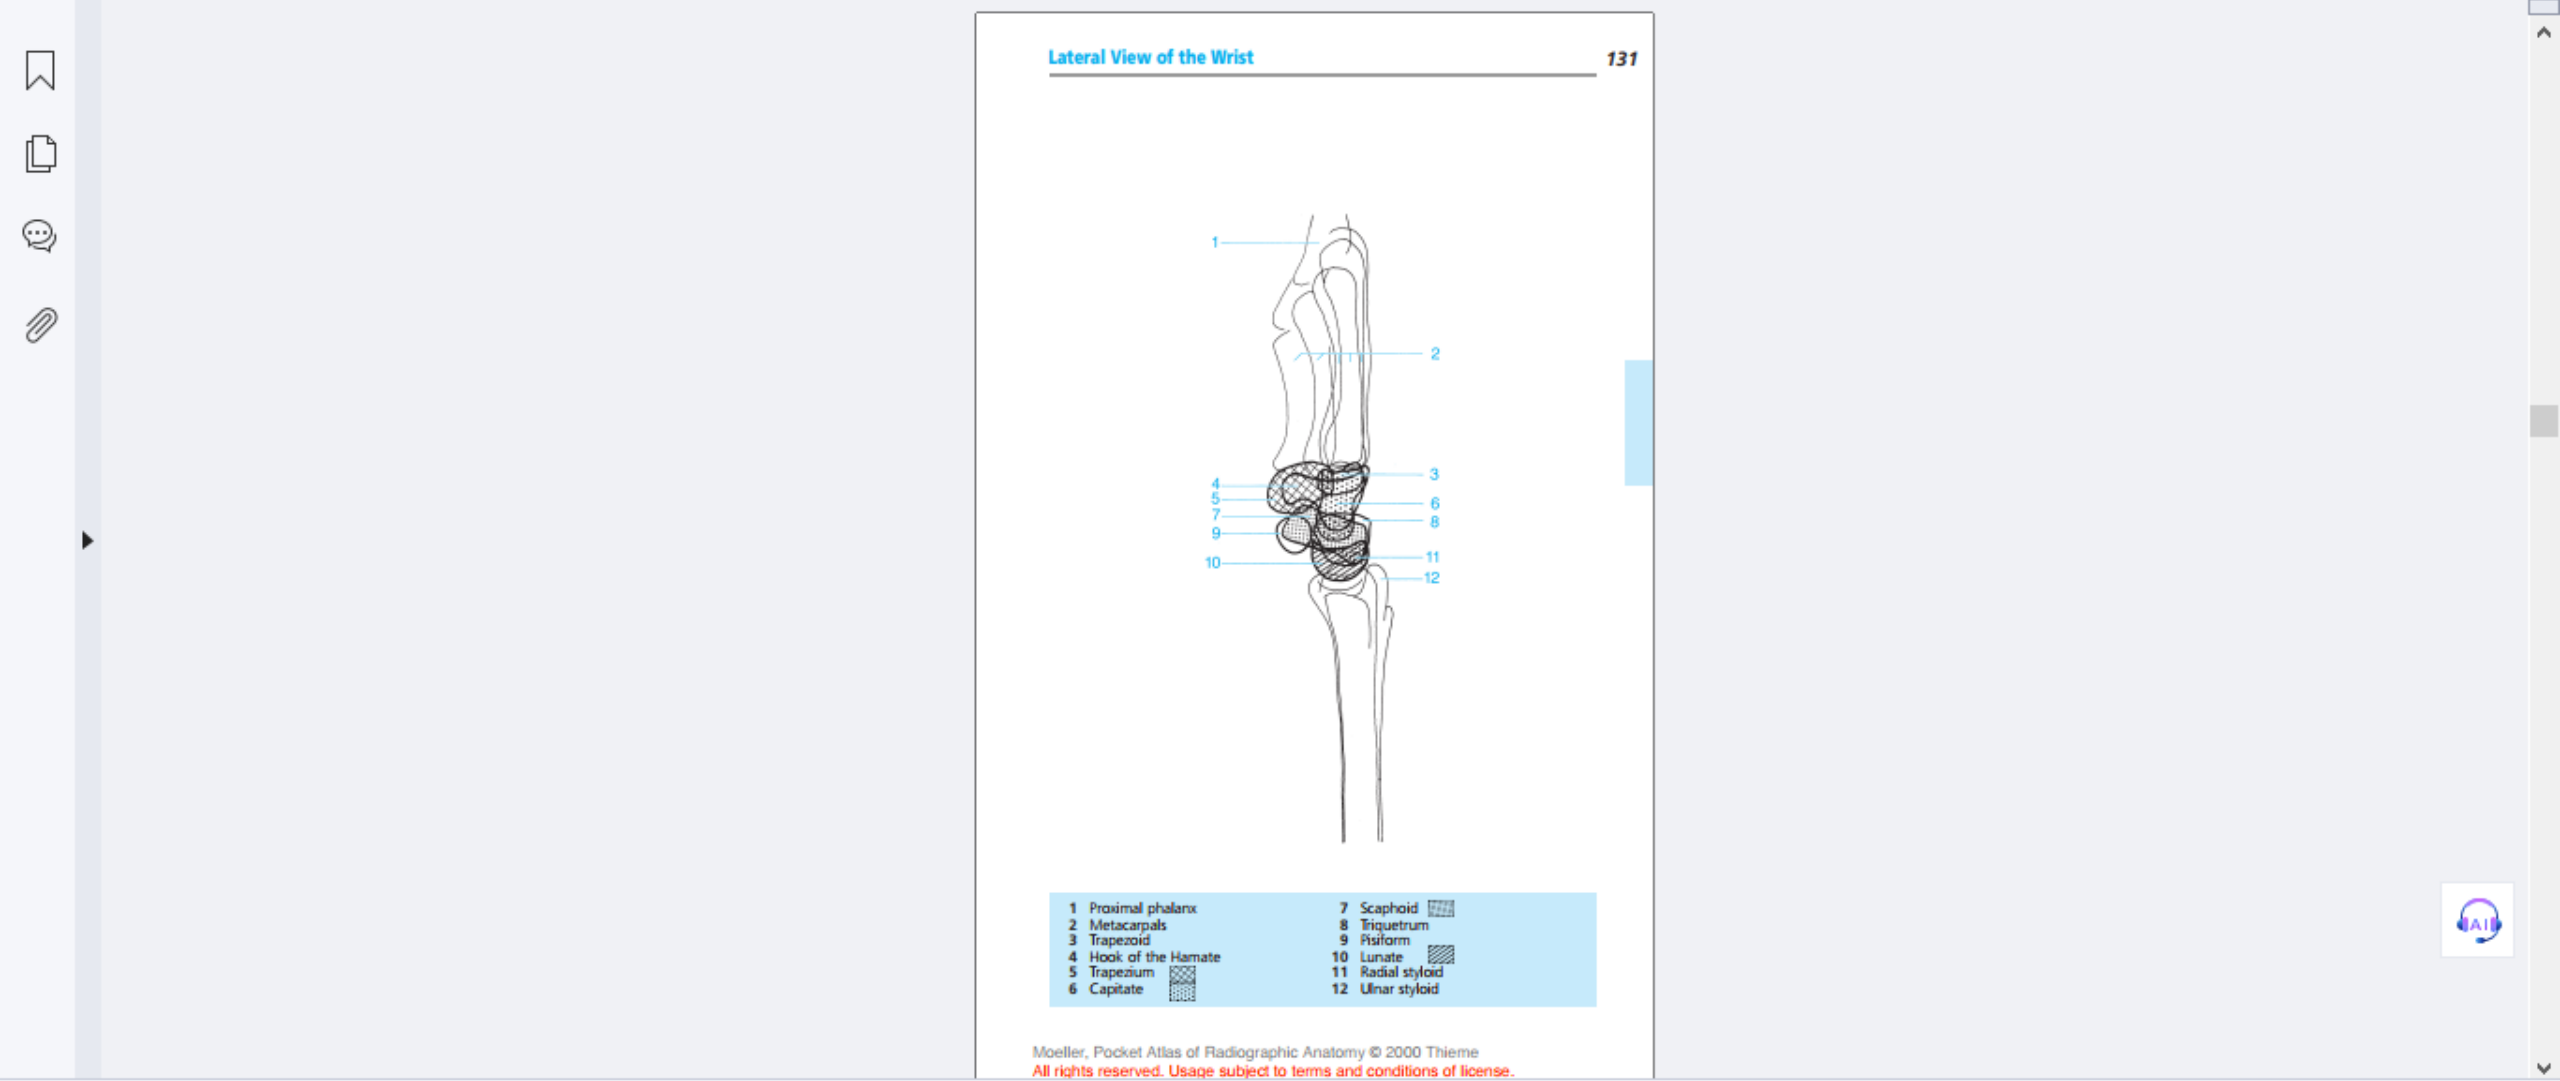 Lateral View of the Wrist 131
1
2
3
4
5
6
7
8
9
10
11
12
1 Proximal phalanx
2 Metacarpals
3 Trapezoid
4 Hook of the Hamate
5 Trapezium
6 Capitate
7 Scaphoid
8 Triquetrum
9 Pisiform
10 Lunate
11 Radial styloid
12 Ulnar styloid
Moeller, Pocket Atlas of Radiographic Anatomy © 2000 Thieme
All rights reserved. Usage subject to terms and conditions of license.
AI